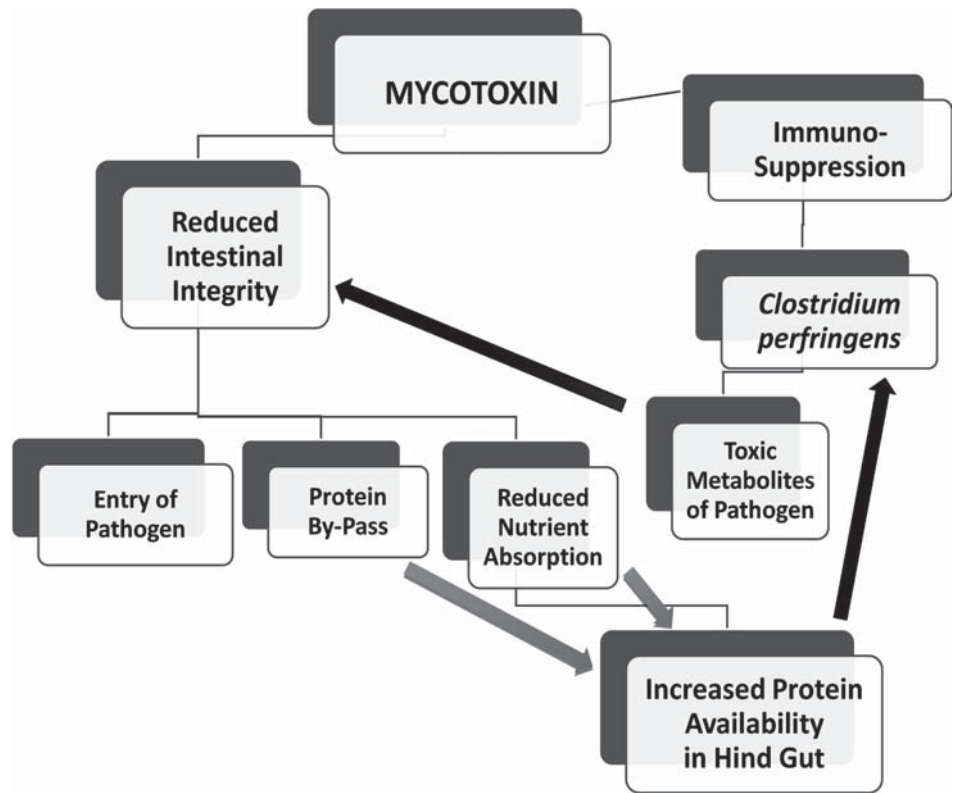 MYCOTOXIN
Immuno-
Suppression
Reduced
Intestinal
Integrity
Clostridium
perfringens
Entry of
Pathogen
Protein
By-Pass
Reduced
Nutrient
Absorption
Toxic
Metabolites
of Pathogen
Increased Protein
Availability
in Hind Gut